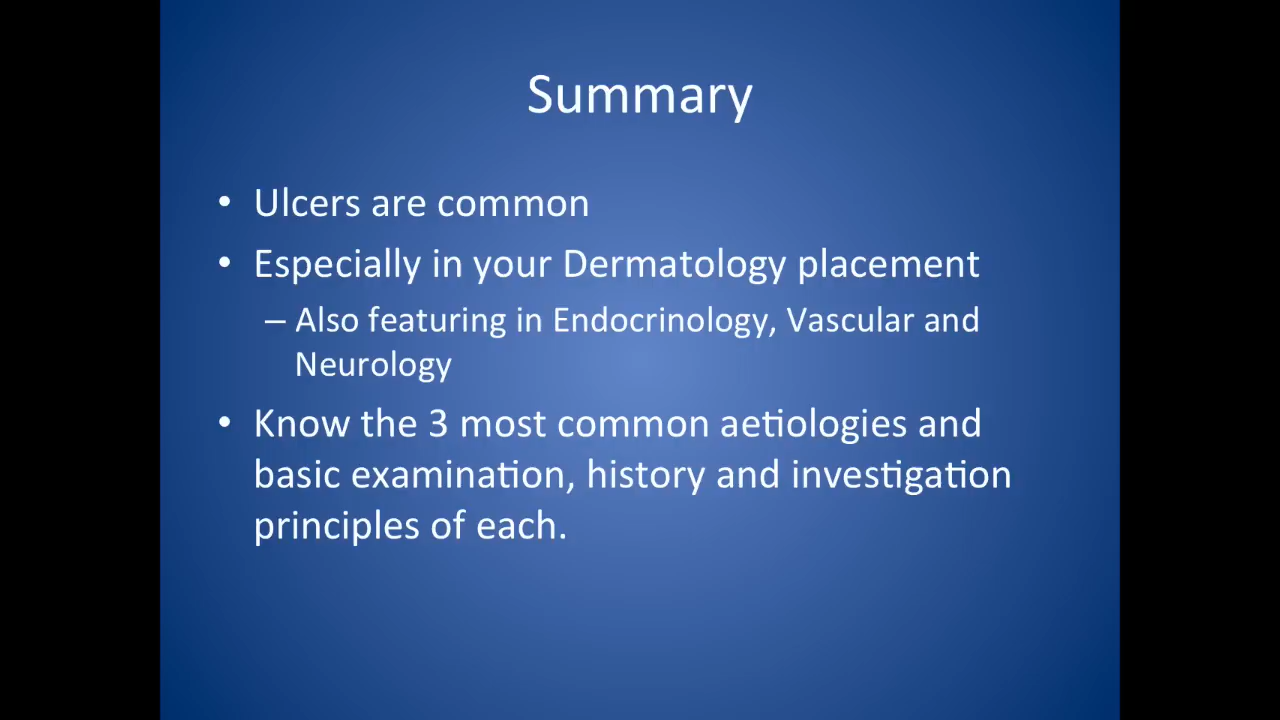 Summary
• Ulcers are common
• Especially in your Dermatology placement
– Also featuring in Endocrinology, Vascular and
Neurology
• Know the 3 most common aetiologies and
basic examination, history and investigation
principles of each.